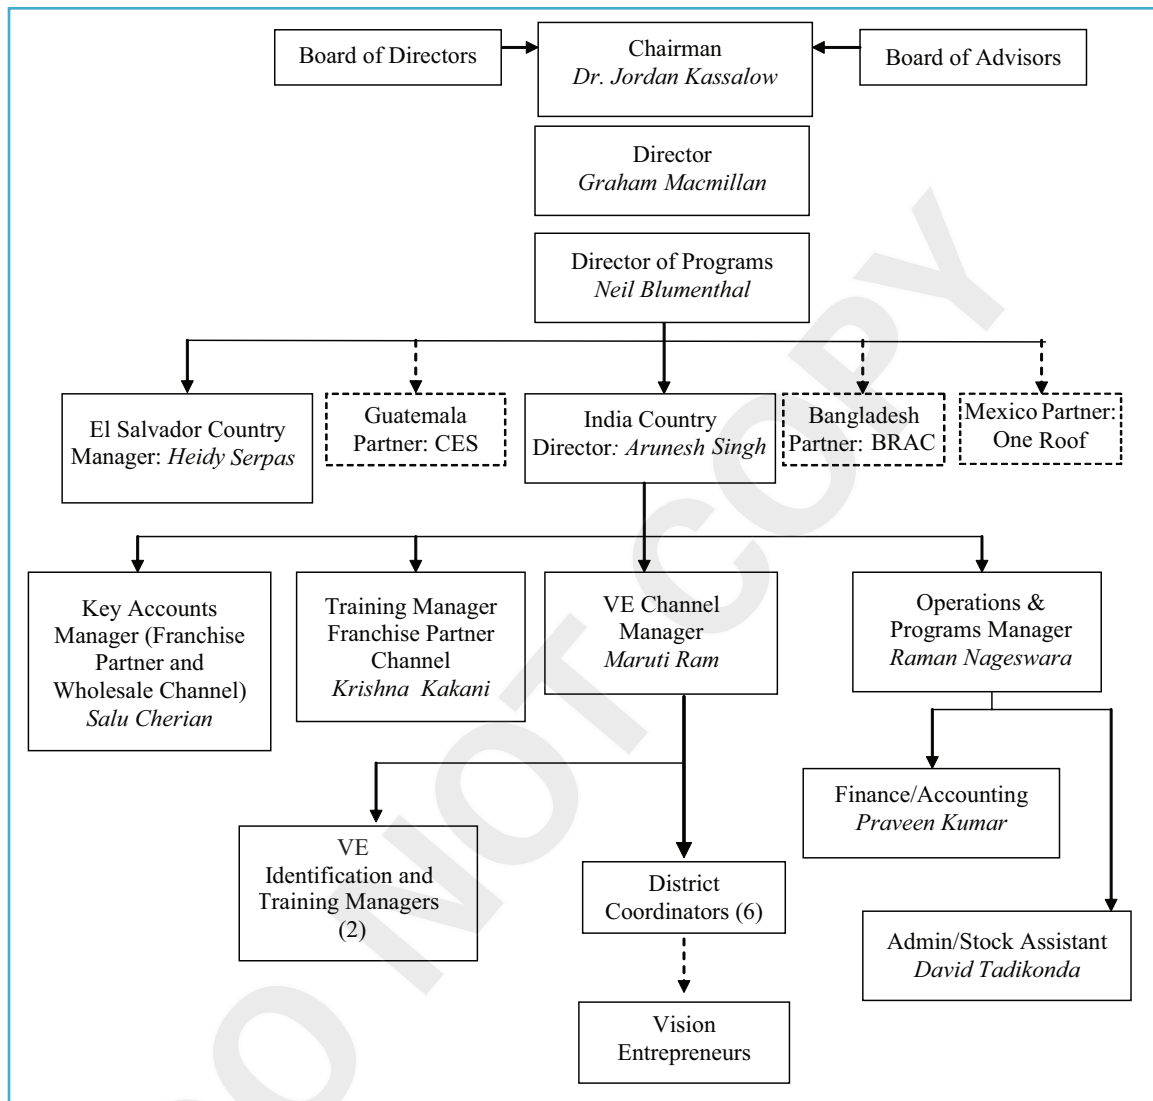 Board of Directors
Chairman
Dr. Jordan Kassalow
Board of Advisors
Director
Graham Macmillan
Director of Programs
Neil Blumenthal
El Salvador Country
Manager: Heidy Serpas
Guatemala
Partner: CES
India Country
Director: Arunesh Singh
Bangladesh
Partner: BRAC
Mexico Partner:
One Roof
Key Accounts
Manager (Franchise
Partner and
Wholesale Channel)
Salu Cherian
Training Manager
Franchise Partner
Channel
Krishna Kakani
VE Channel
Manager
Maruti Ram
Operations &
Programs Manager
Raman Nageswara
Finance/Accounting
Praveen Kumar
VE
Identification and
Training Managers
(2)
District
Coordinators (6)
Admin/Stock Assistant
David Tadikonda
Vision
Entrepreneurs
DO NOT COPY